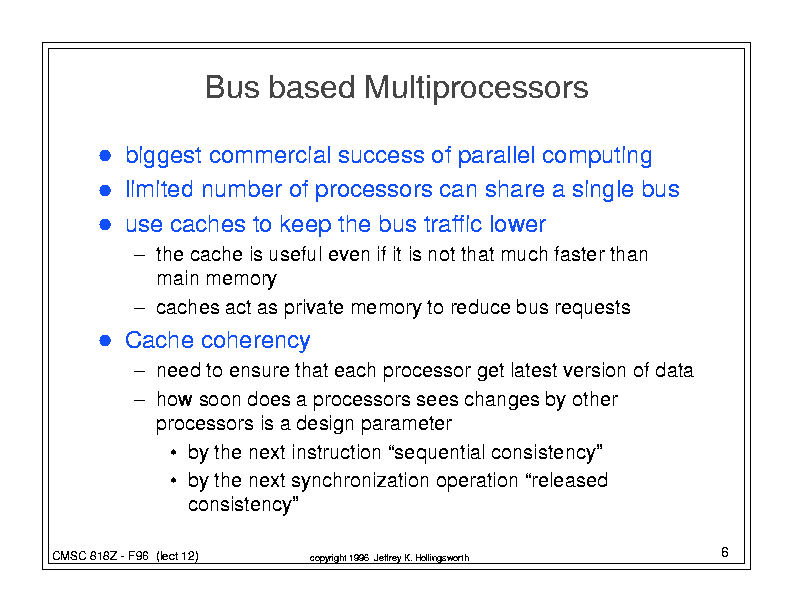 Bus based Multiprocessors
● biggest commercial success of parallel computing
● limited number of processors can share a single bus
● use caches to keep the bus traffic lower
– the cache is useful even if it is not that much faster than
main memory
– caches act as private memory to reduce bus requests
● Cache coherency
– need to ensure that each processor get latest version of data
– how soon does a processors sees changes by other
processors is a design parameter
• by the next instruction “sequential consistency”
• by the next synchronization operation “released
consistency”
CMSC 818Z - F96 (lect 12)
copyright 1996 Jeffrey K. Hollingsworth
6